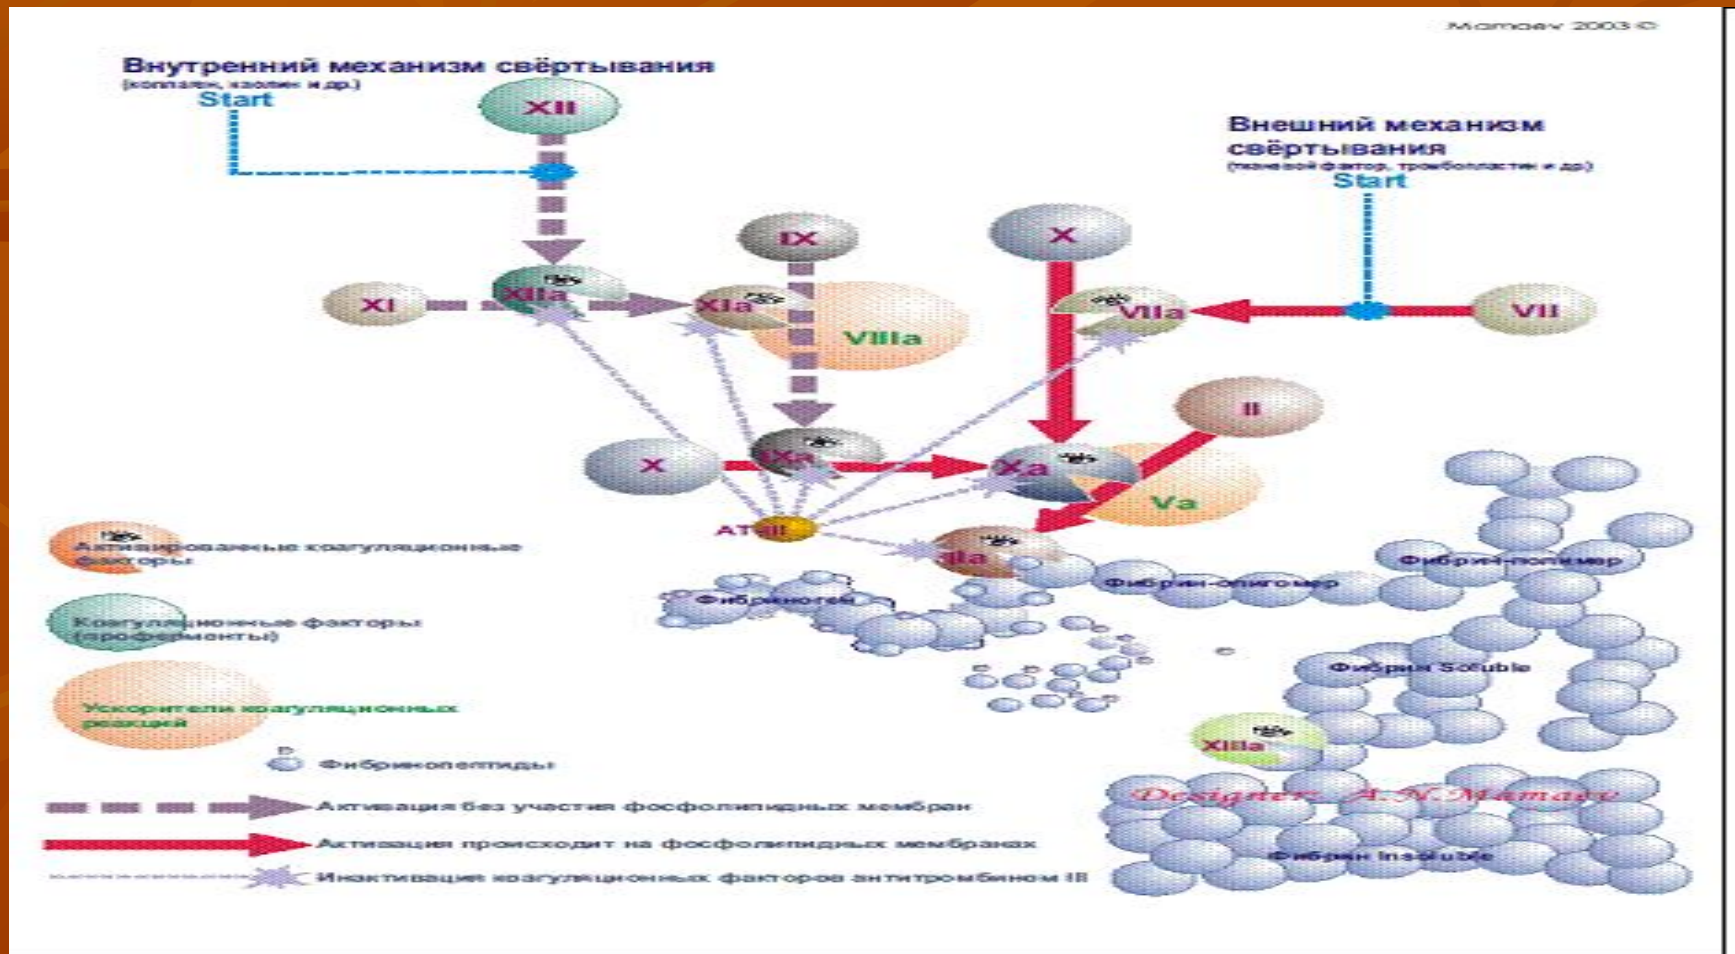 Mamaev 2003 ©
Внутренний механизм свёртывания
(коллаген, каолин и др.)
Start
XII
Внешний механизм
свёртывания
(тканевой фактор, тромбопластин и др.)
Start
IX
X
XI
XIIa
XIa
VIIa
VII
VIIIa
II
X
IXa
Xa
Va
AT III
IIa
Активированные коагуляционные
факторы
Фибриноген
Фибрин-олигомер
Фибрин-полимер
Коагуляционные факторы
(проферменты)
Фибрин Soluble
Ускорители коагуляционных
реакций
XIIIa
Фибринопептиды
Designer: A.N.Mamaev
Активация без участия фосфолипидных мембран
Активация происходит на фосфолипидных мембранах
Фибрин Insoluble
Инактивация коагуляционных факторов антитромбином III